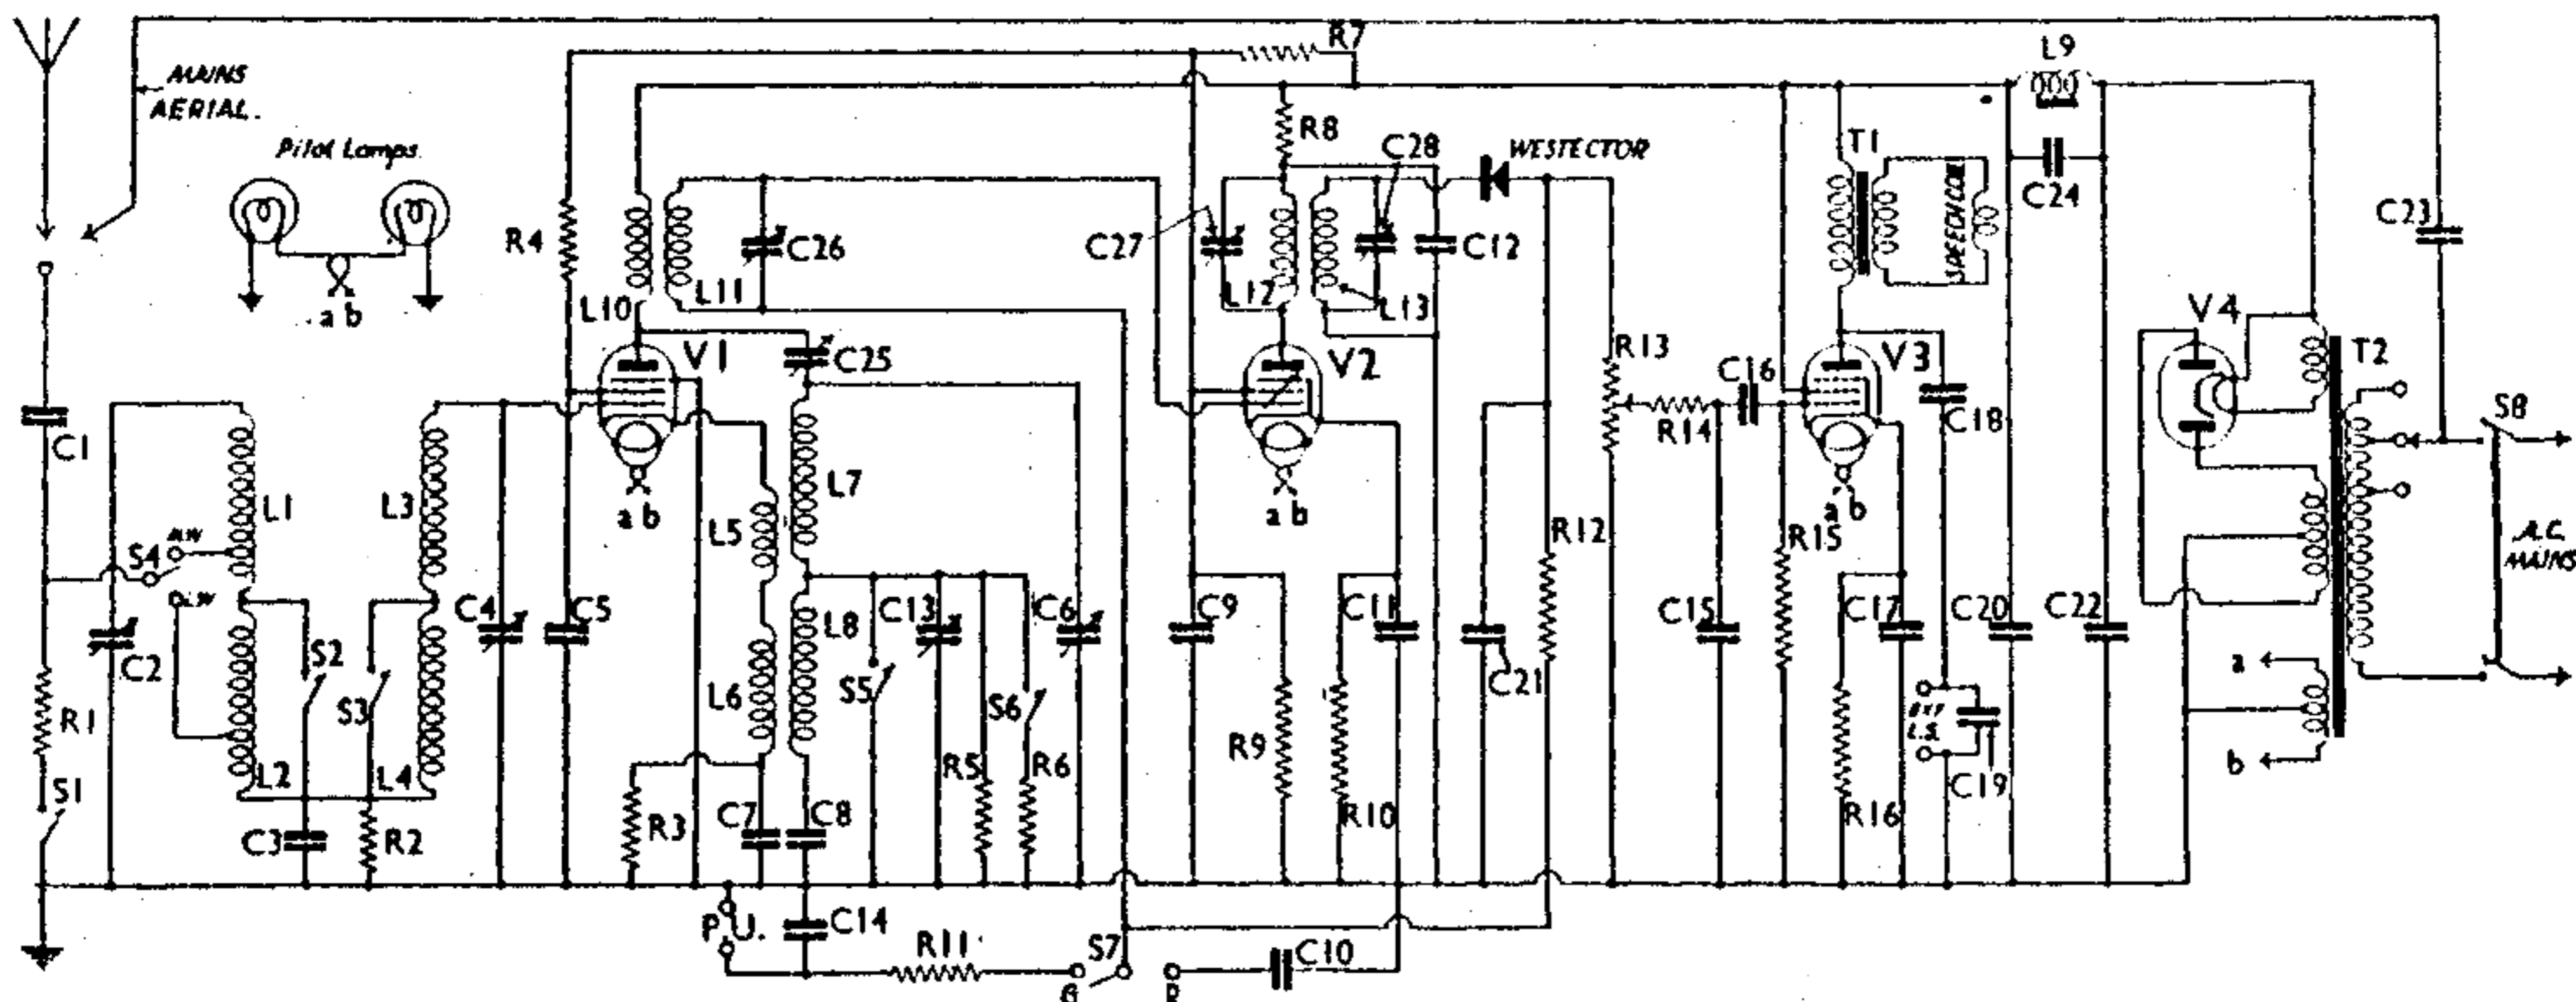 R7
L9
MAINS
AERIAL.
Pilot Lamps
a b
R4
R8
C28
WESTECTOR
T1
SPEECH COIL
C24
C23
C26
C27
C12
L10
L11
L12
L13
V1
C25
V2
R13
V3
V4
T2
C1
C16
R14
C18
S8
L1
L3
L7
a b
a b
a b
S4
MW
LW
L5
R12
R15
A.C.
MAINS
C2
C4
C5
L8
C13
C6
C9
C11
C15
C17
C20
C22
S2
S3
L6
S5
S6
C21
a
R1
R9
EXT
L.S.
b
S1
L2
L4
R5
R6
C19
C3
R2
R3
C7
C8
R10
R16
P.U.
C14
R11
S7
C10
G
R